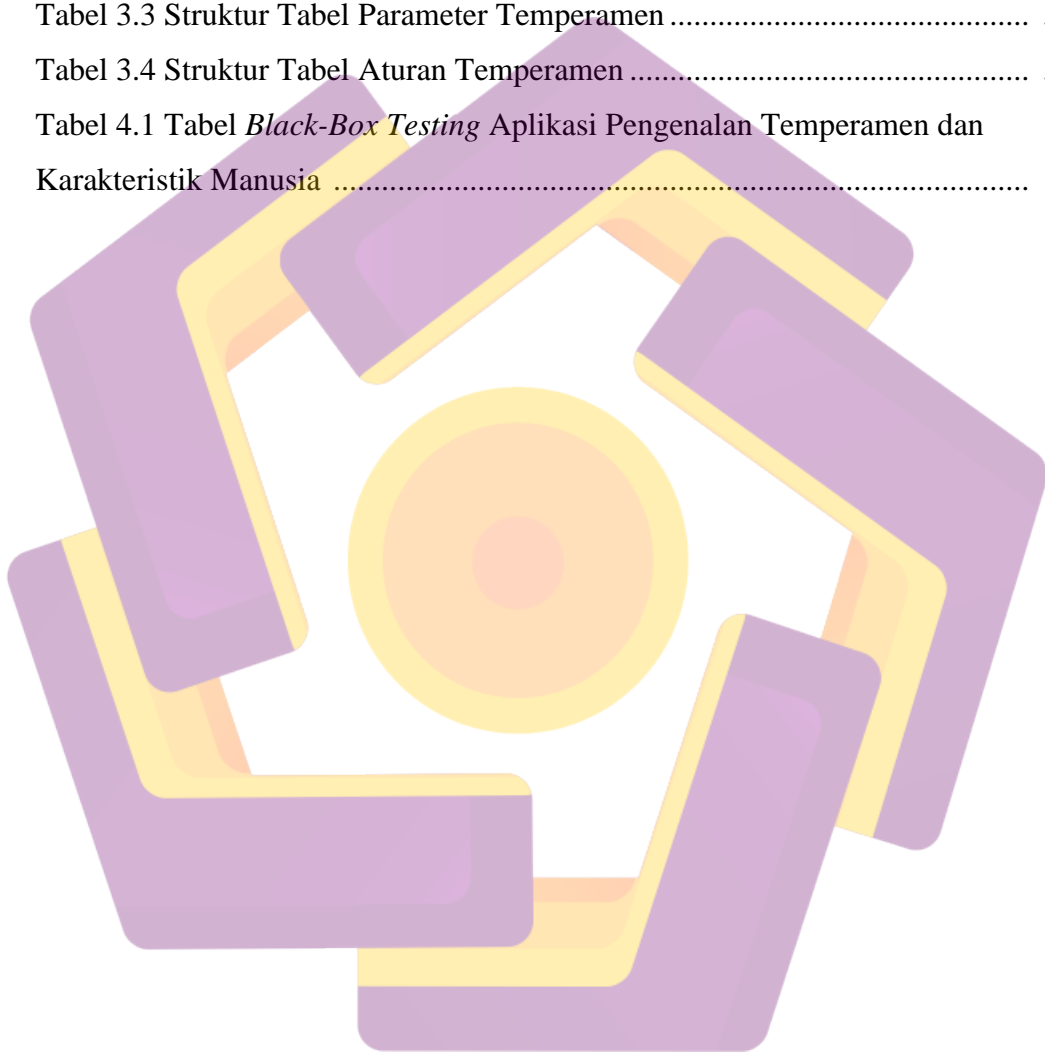 Tabel 3.3 Struktur Tabel Parameter Temperamen ........................................... .
Tabel 3.4 Struktur Tabel Aturan Temperamen ................................................ .
Tabel 4.1 Tabel Black-Box Testing Aplikasi Pengenalan Temperamen dan
Karakteristik Manusia ....................................................................................